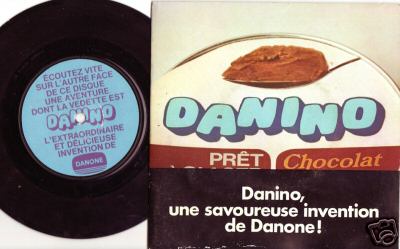 ÉCOUTEZ VITE
SUR L'AUTRE FACE
DE CE DISQUE
UNE AVENTURE
DONT LA VEDETTE EST
DANINO
L'EXTRAORDINAIRE
ET DÉLICIEUSE
INVENTION DE
DANONE
DANINO
PRÊT
Chocolat
Danino,
une savoureuse invention
de Danone!